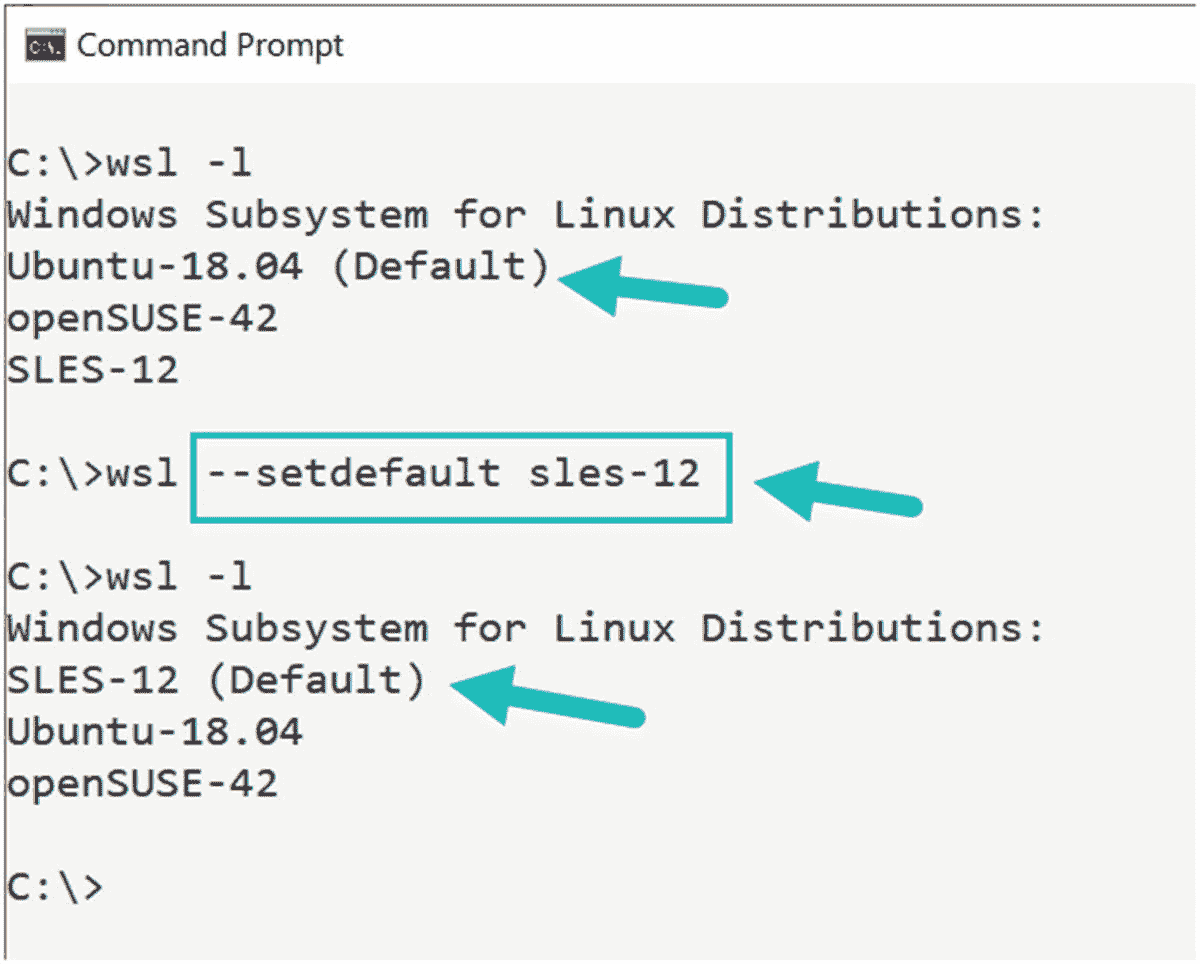 Command Prompt
C:\>wsl -l
Windows Subsystem for Linux Distributions:
Ubuntu-18.04 (Default)
openSUSE-42
SLES-12
C:\>wsl --setdefault sles-12
C:\>wsl -l
Windows Subsystem for Linux Distributions:
SLES-12 (Default)
Ubuntu-18.04
openSUSE-42
C:\>